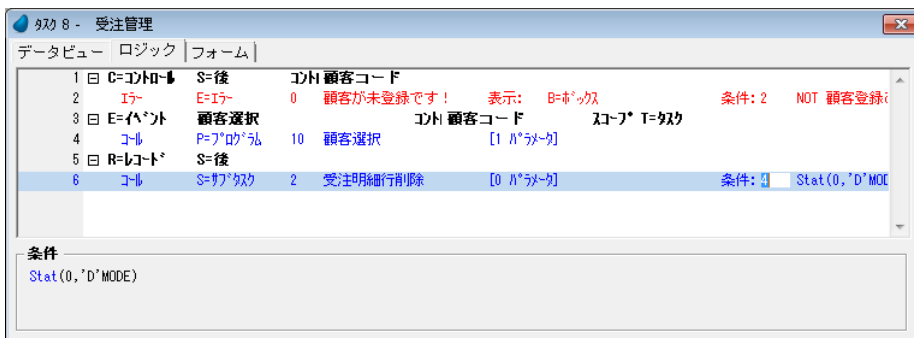 ﾀｽｸ 8 - 受注管理
データビュー ロジック フォーム
1 C=ｺﾝﾄﾛｰﾙ S=後 ｺﾝﾄ 顧客コード
2 ｴﾗｰ E=ｴﾗｰ 0 顧客が未登録です! 表示: B=ﾎﾞｯｸｽ 条件: 2 NOT 顧客登録
3 E=ｲﾍﾞﾝﾄ 顧客選択 ｺﾝﾄ 顧客コード ｽｺｰﾌﾟ T=ﾀｽｸ
4 ｺｰﾙ P=ﾌﾟﾛｸﾞﾗﾑ 10 顧客選択 [1 ﾊﾟﾗﾒｰﾀ]
5 R=ﾚｺｰﾄﾞ S=後
6 ｺｰﾙ S=ｻﾌﾞﾀｽｸ 2 受注明細行削除 [0 ﾊﾟﾗﾒｰﾀ] 条件: 4 Stat(0,'D'MOD
条件
Stat(0,'D'MODE)